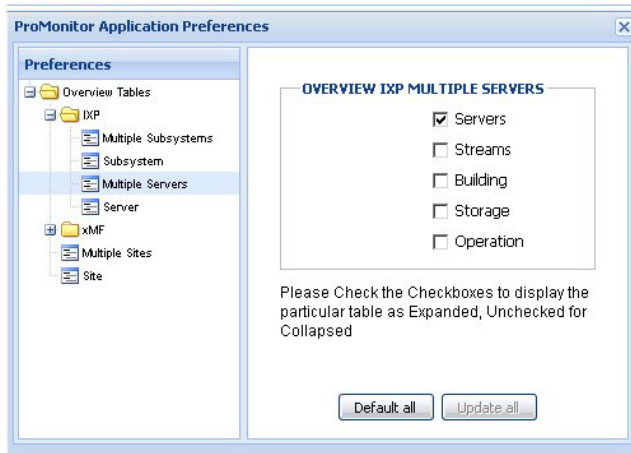 ProMonitor Application Preferences
Preferences
Overview Tables
IXP
Multiple Subsystems
Subsystem
Multiple Servers
Server
xMF
Multiple Sites
Site
OVERVIEW IXP MULTIPLE SERVERS
Servers
Streams
Building
Storage
Operation
Please Check the Checkboxes to display the
particular table as Expanded, Unchecked for
Collapsed
Default all
Update all